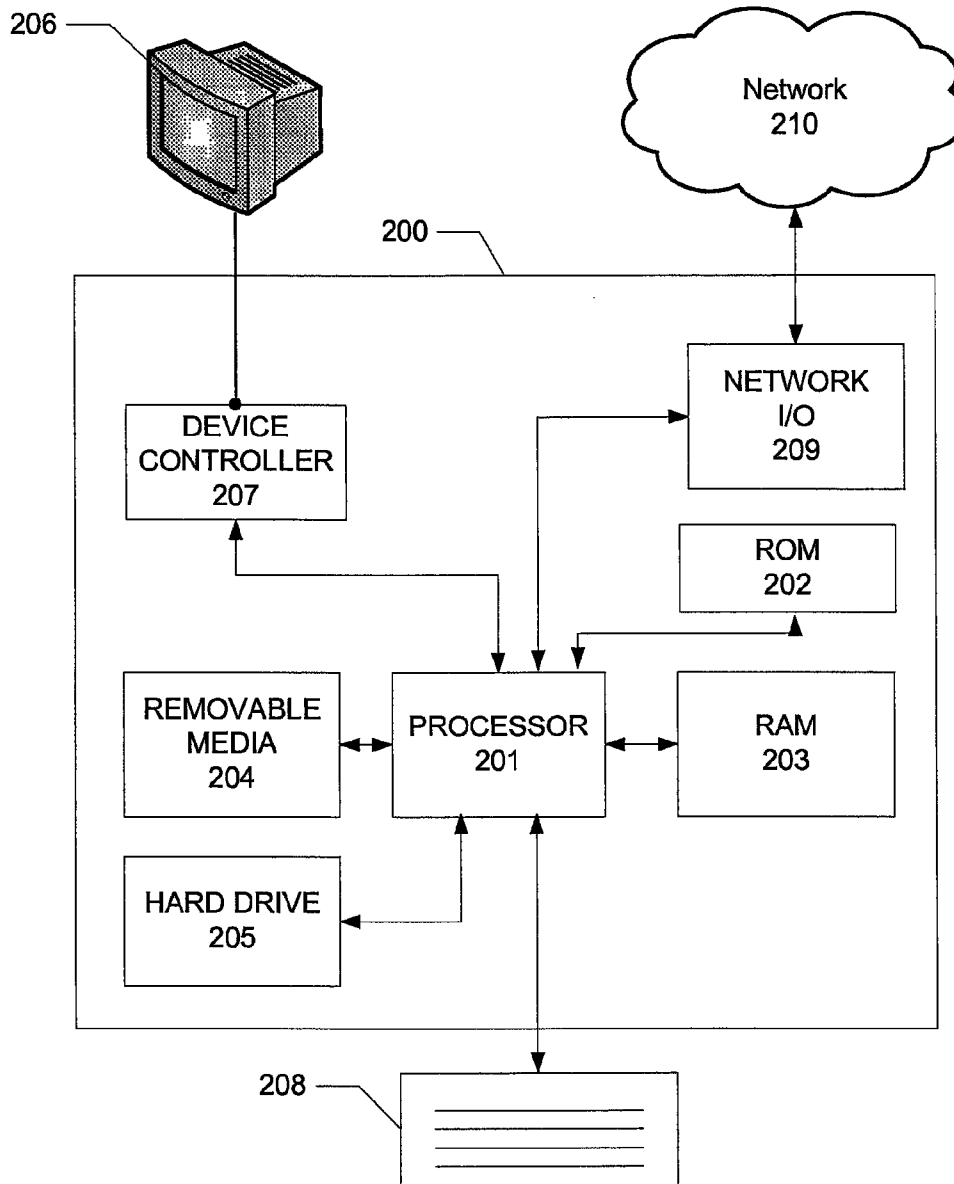 206
Network
210
200
NETWORK
I/O
209
DEVICE
CONTROLLER
207
ROM
202
REMOVABLE
MEDIA
204
PROCESSOR
201
RAM
203
HARD DRIVE
205
208